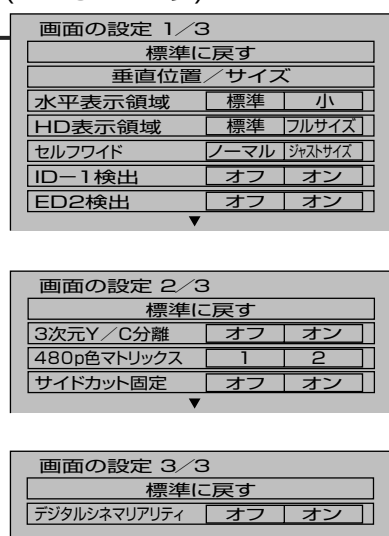 画面の設定 1／3
標準に戻す
垂直位置／サイズ
水平表示領域 標準 小
HD表示領域 標準 フルサイズ
セルフワイド ノーマル ジャストサイズ
ID－1検出 オフ オン
ED2検出 オフ オン
▼
画面の設定 2／3
標準に戻す
3次元Y／C分離 オフ オン
480p色マトリックス 1 2
サイドカット固定 オフ オン
▼
画面の設定 3／3
標準に戻す
デジタルシネマリアリティ オフ オン